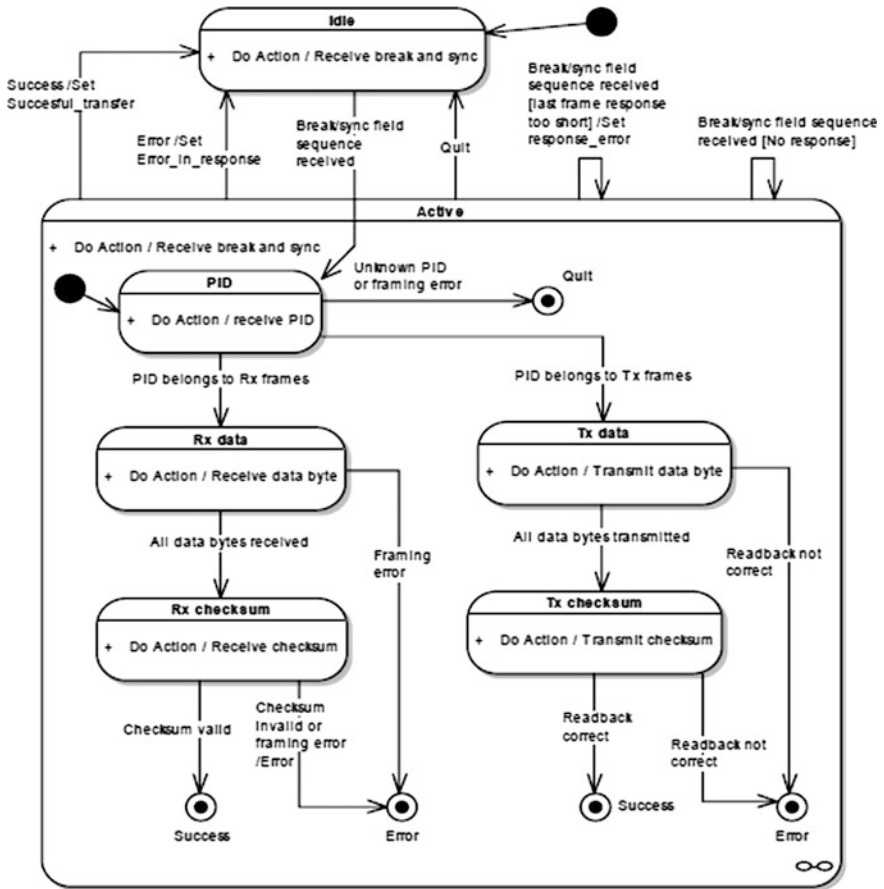 Idle
+ Do Action / Receive break and sync
Success /Set
Succesful_transfer
Error /Set
Error_in_response
Break/sync field
sequence
received
Quit
Break/sync field
sequence received
[last frame response
too short] /Set
response_error
Break/sync field sequence
received [No response]
Active
+ Do Action / Receive break and sync
PID
+ Do Action / receive PID
Unknown PID
or framing error
Quit
PID belongs to Rx frames
PID belongs to Tx frames
Rx data
+ Do Action / Receive data byte
Tx data
+ Do Action / Transmit data byte
All data bytes received
Framing
error
All data bytes transmitted
Readback not
correct
Rx checksum
+ Do Action / Receive checksum
Tx checksum
+ Do Action / Transmit checksum
Checksum valid
Checksum
Invalid or
framing error
/Error
Readback
correct
Readback not
correct
Success
Error
Success
Error